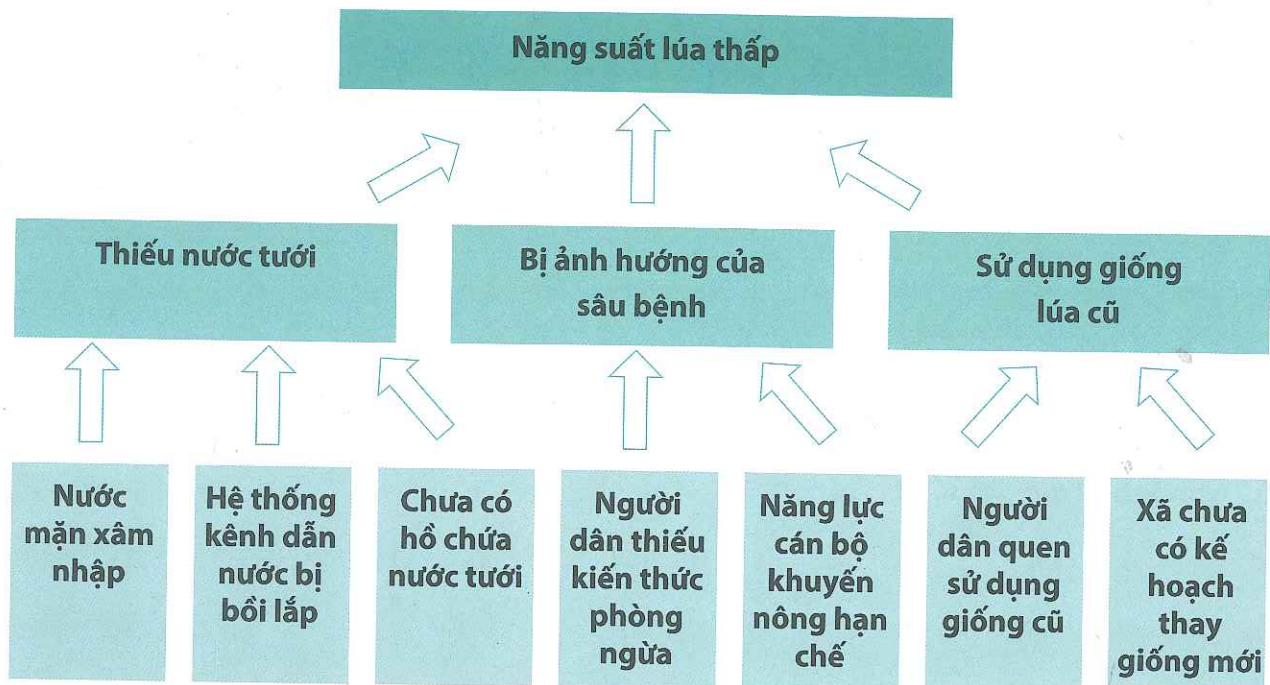 Năng suất lúa thấp
Thiếu nước tưới
Bị ảnh hướng của
sâu bệnh
Sử dụng giống
lúa cũ
Nước
mặn xâm
nhập
Hệ thống
kênh dẫn
nước bị
bồi lắp
Chưa có
hồ chứa
nước tưới
Người
dân thiếu
kiến thức
phòng
ngừa
Năng lực
cán bộ
khuyến
nông hạn
chế
Người
dân quen
sử dụng
giống cũ
Xã chưa
có kế
hoạch
thay
giống mới